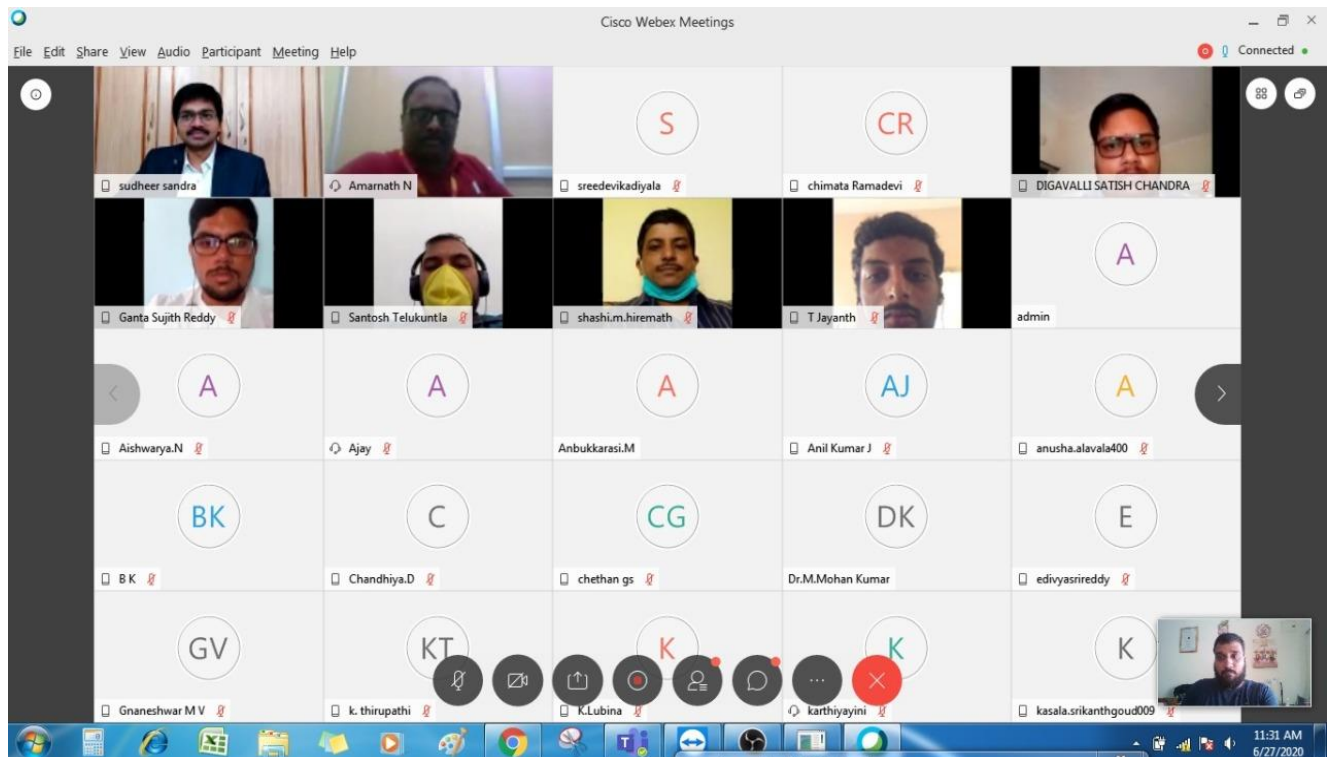 Cisco Webex Meetings
File Edit Share View Audio Participant Meeting Help
Connected
S
CR
sudheer sandra
Amarnath N
sreedevikadiyala
chimata Ramadevi
DIGAVALLI SATISH CHANDRA
A
Ganta Sujith Reddy
Santosh Telukuntla
shashi.m.hiremath
T Jayanth
admin
A
A
A
AJ
A
Aishwarya.N
Ajay
Anbukkarasi.M
Anil Kumar J
anusha.alavala400
BK
C
CG
DK
E
B K
Chandhiya.D
chethan gs
Dr.M.Mohan Kumar
edivyasrireddy
GV
KT
K
K
K
Gnaneshwar M V
k. thirupathi
K.Lubina
karthiyayini
kasala.srikanthgoud009
11:31 AM
6/27/2020